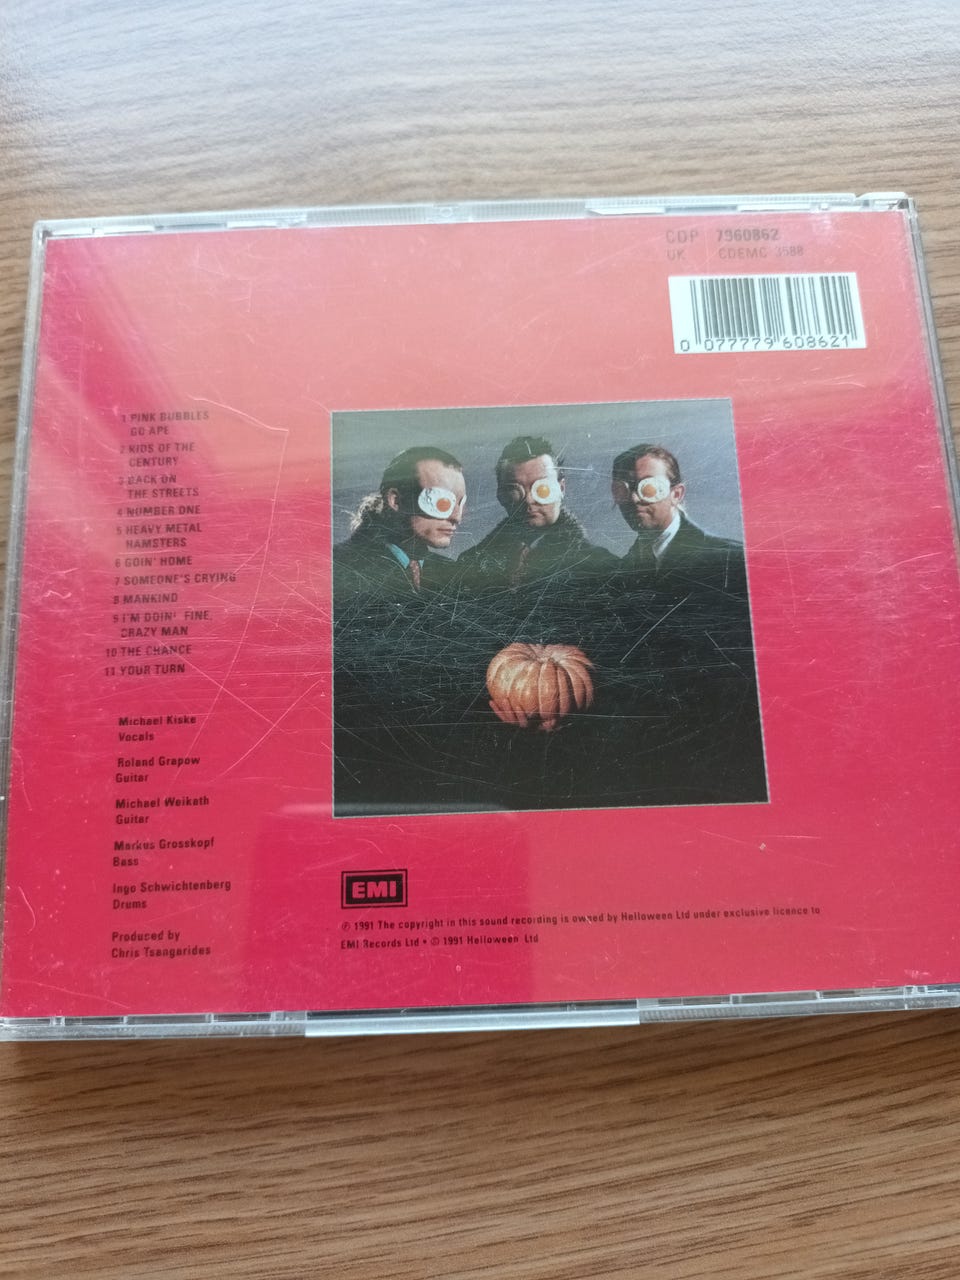 CDP 7960862
UK CDEMC 3588
0 077779 608621
1 PINK BUBBLES
GO APE
2 KIDS OF THE
CENTURY
3 BACK ON
THE STREETS
4 NUMBER ONE
5 HEAVY METAL
HAMSTERS
6 GOIN' HOME
7 SOMEONE'S CRYING
8 MANKIND
9 I'M DOIN' FINE,
CRAZY MAN
10 THE CHANCE
11 YOUR TURN
Michael Kiske
Vocals
Roland Grapow
Guitar
Michael Weikath
Guitar
Markus Grosskopf
Bass
Ingo Schwichtenberg
Drums
Produced by
Chris Tsangarides
EMI
℗ 1991 The copyright in this sound recording is owned by Helloween Ltd under exclusive licence to
EMI Records Ltd • © 1991 Helloween Ltd